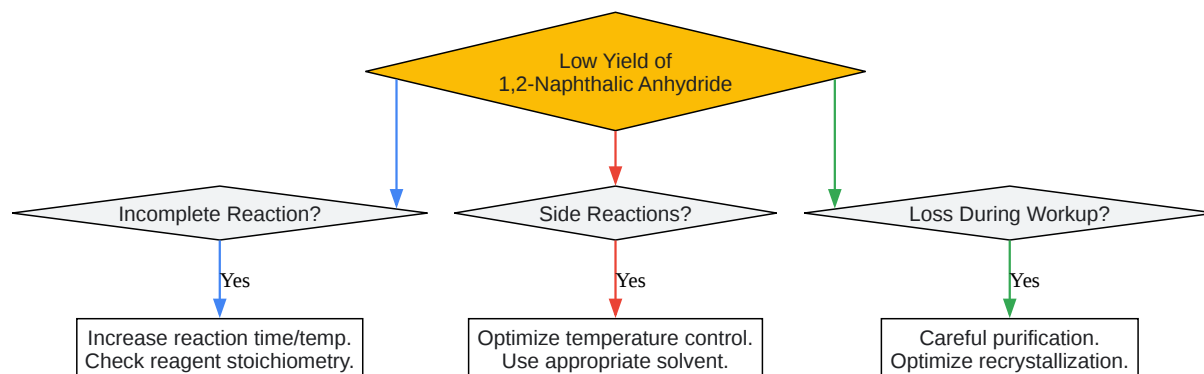 Low Yield of
1,2-Naphthalic Anhydride
Incomplete Reaction?
Side Reactions?
Loss During Workup?
Yes
Yes
Yes
Increase reaction time/temp.
Check reagent stoichiometry.
Optimize temperature control.
Use appropriate solvent.
Careful purification.
Optimize recrystallization.